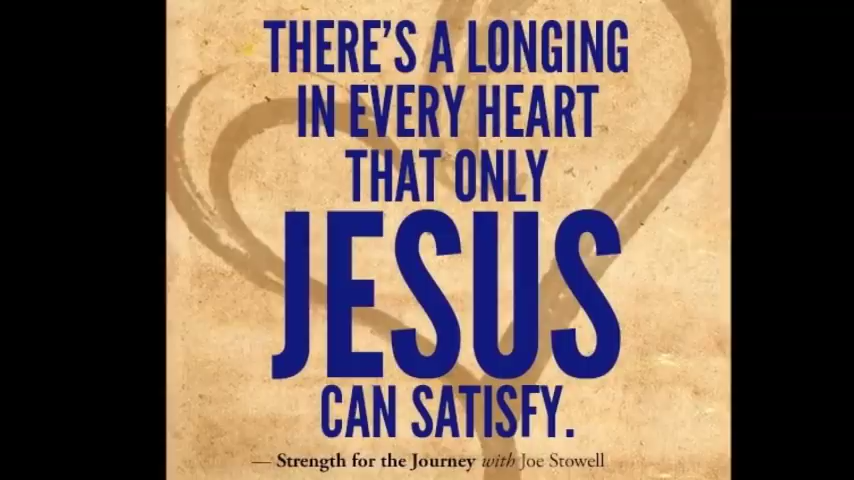 THERE'S A LONGING
IN EVERY HEART
THAT ONLY
JESUS
CAN SATISFY.
— Strength for the Journey with Joe Stowell